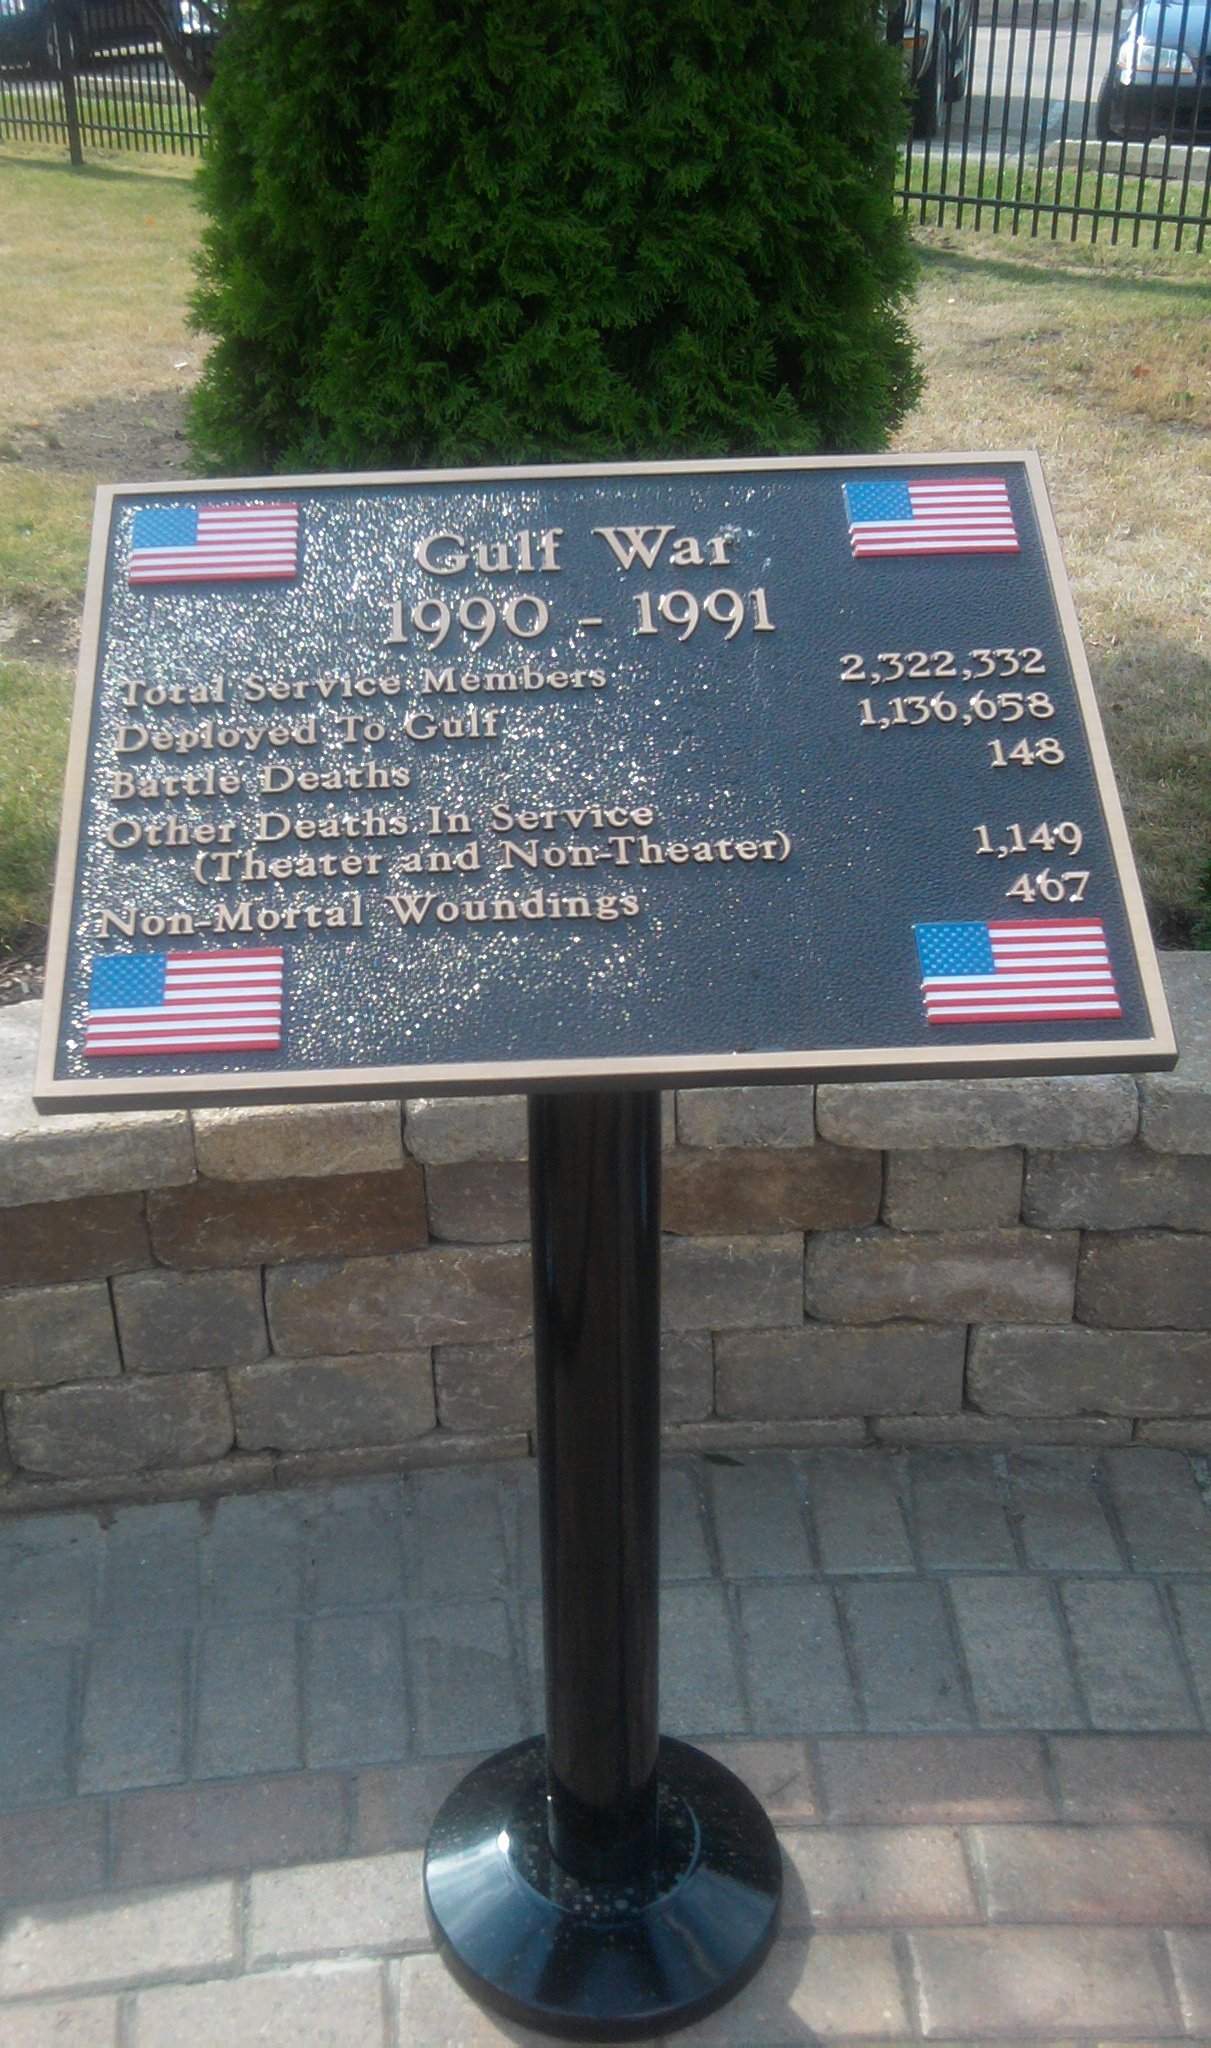 Gulf War
1990 - 1991
Total Service Members 2,322,332
Deployed To Gulf 1,136,658
Battle Deaths 148
Other Deaths In Service
(Theater and Non-Theater) 1,149
Non-Mortal Woundings 467